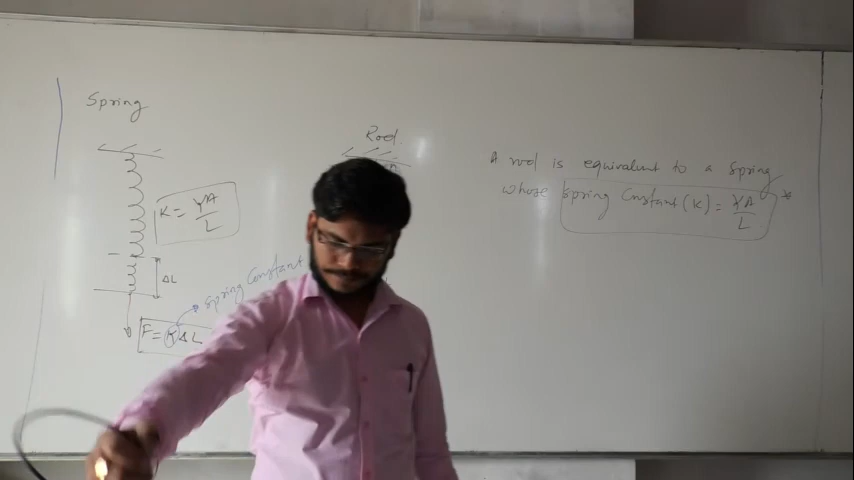 Spring
K = YA/L
ΔL
Spring Constant
F = KΔL
Rod.
A rod is equivalent to a spring
whose Spring Constant (K) = YA/L *